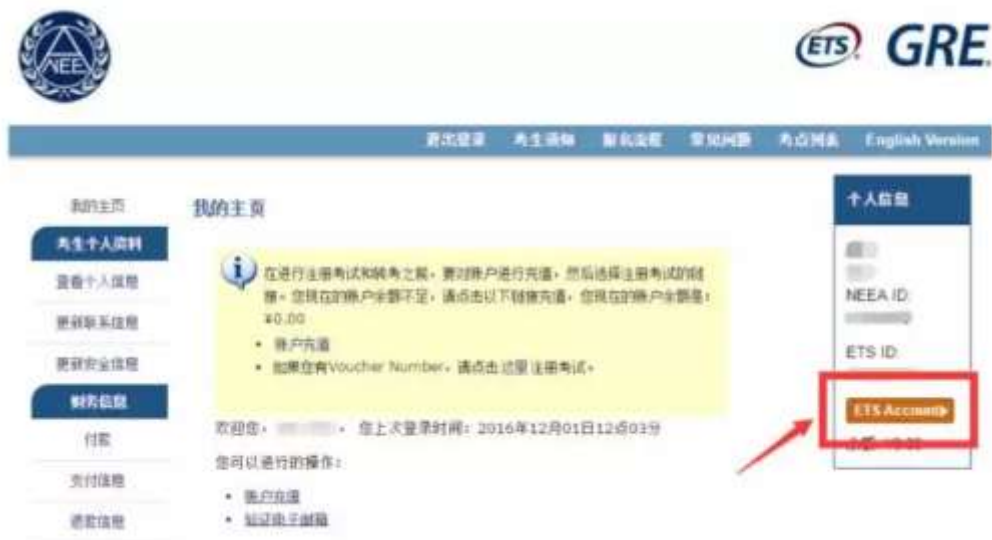 NEEA
ETS GRE
退出登录 考生须知 报名流程 常见问题 考点列表 English Version
我的主页
考生个人资料
查看个人信息
更新联系信息
更新安全信息
财务信息
付款
支付信息
退款信息
我的主页
在进行注册考试和转考之前，要对账户进行充值，然后选择注册考试的链
接。您现在的账户余额不足，请点击以下链接充值，您现在的账户余额是：
¥0.00
• 账户充值
• 如果您有Voucher Number，请点击 这里 注册考试。
欢迎您， ， 您上次登录时间：2016年12月01日12点03分
您可以进行的操作：
• 账户充值
• 验证电子邮箱
个人信息
NEEA ID:
ETS ID:
ETS Account